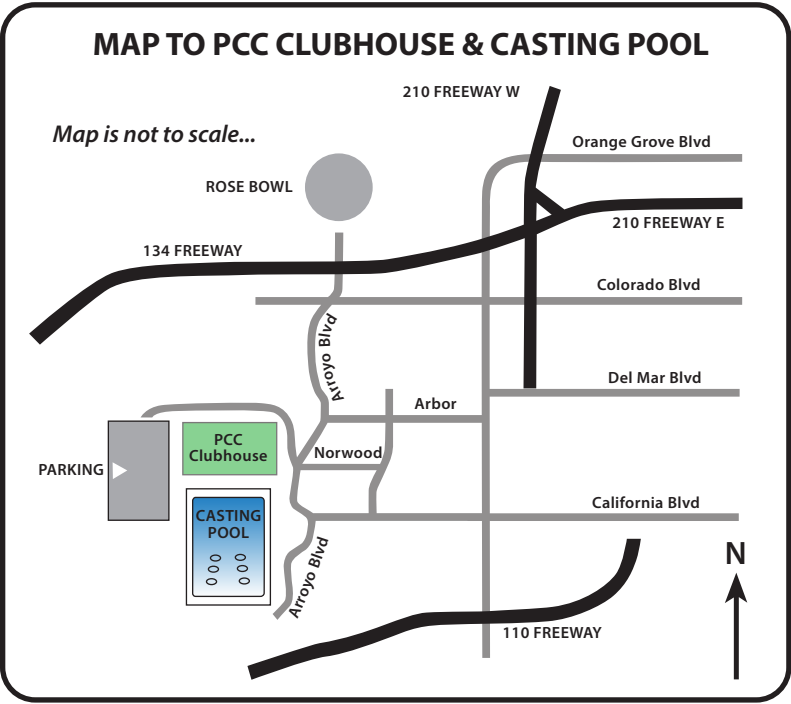 MAP TO PCC CLUBHOUSE & CASTING POOL
210 FREEWAY W
Map is not to scale...
Orange Grove Blvd
ROSE BOWL
210 FREEWAY E
134 FREEWAY
Colorado Blvd
Arroyo Blvd
Del Mar Blvd
Arbor
PCC
Clubhouse
Norwood
PARKING
California Blvd
CASTING
POOL
Arroyo Blvd
N
110 FREEWAY